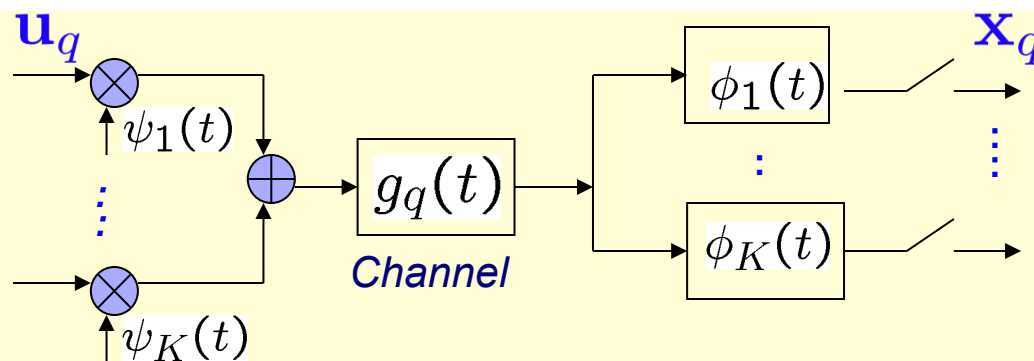 u_q
x_q
ψ_1(t)
ϕ_1(t)
g_q(t)
Channel
ϕ_K(t)
ψ_K(t)